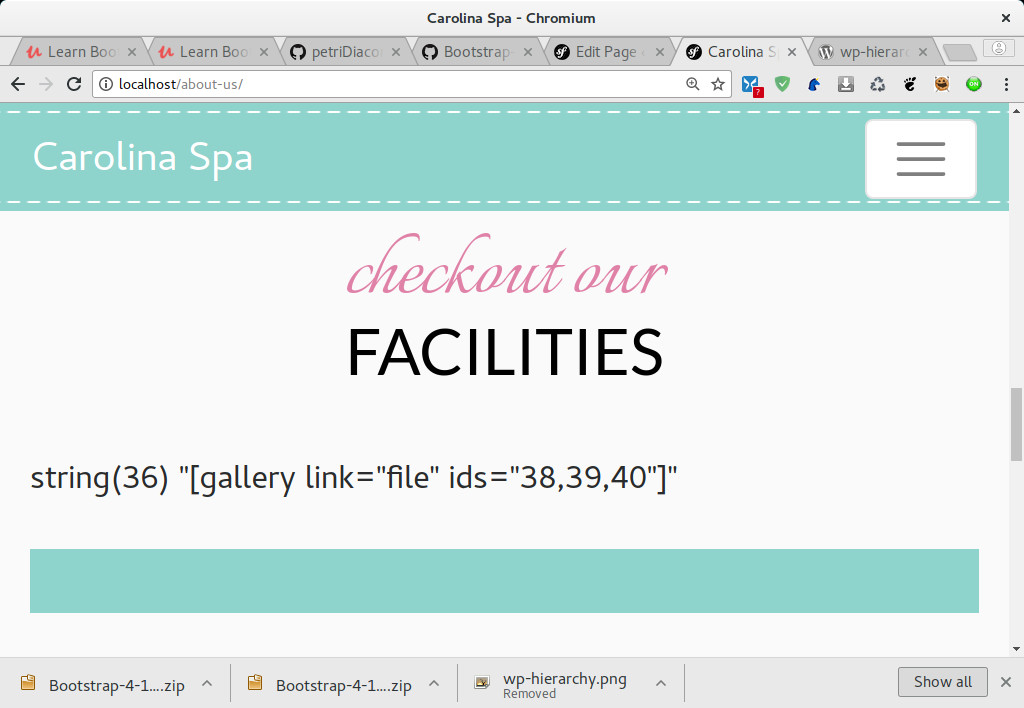 Carolina Spa - Chromium
Learn Boo
Learn Boo
petriDiaco
Bootstrap-
Edit Page
Carolina S
wp-hierar
localhost/about-us/
?
ON
Carolina Spa
checkout our
FACILITIES
string(36) "[gallery link="file" ids="38,39,40"]"
Bootstrap-4-1....zip
Bootstrap-4-1....zip
wp-hierarchy.png
Removed
Show all